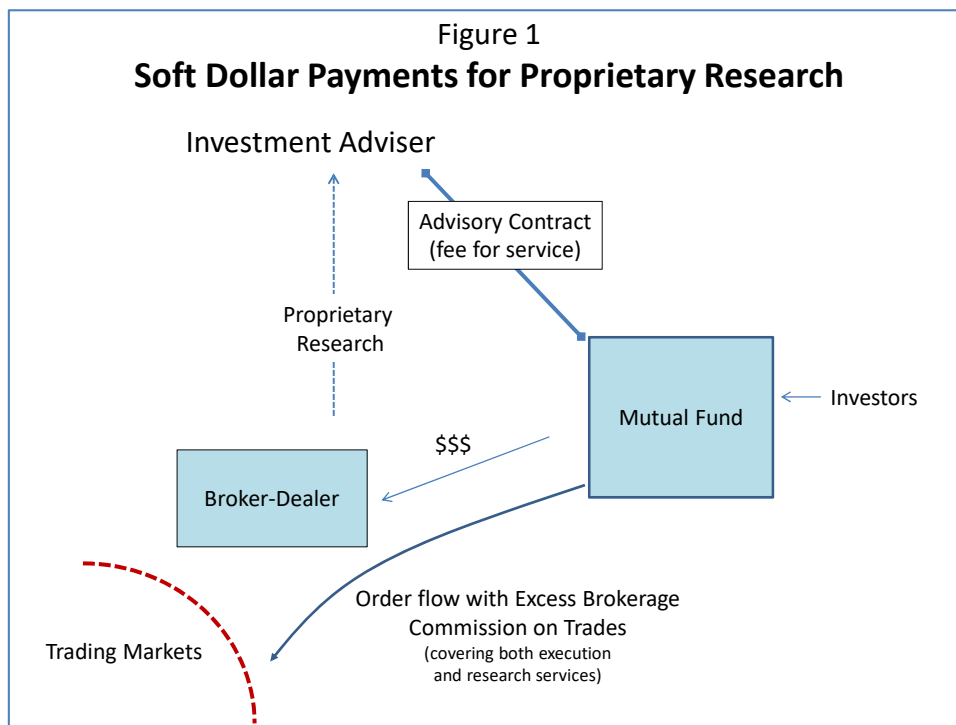 Figure 1
Soft Dollar Payments for Proprietary Research
Investment Adviser
Advisory Contract
(fee for service)
Proprietary
Research
Investors
Mutual Fund
$$$
Broker-Dealer
Order flow with Excess Brokerage
Commission on Trades
(covering both execution
and research services)
Trading Markets